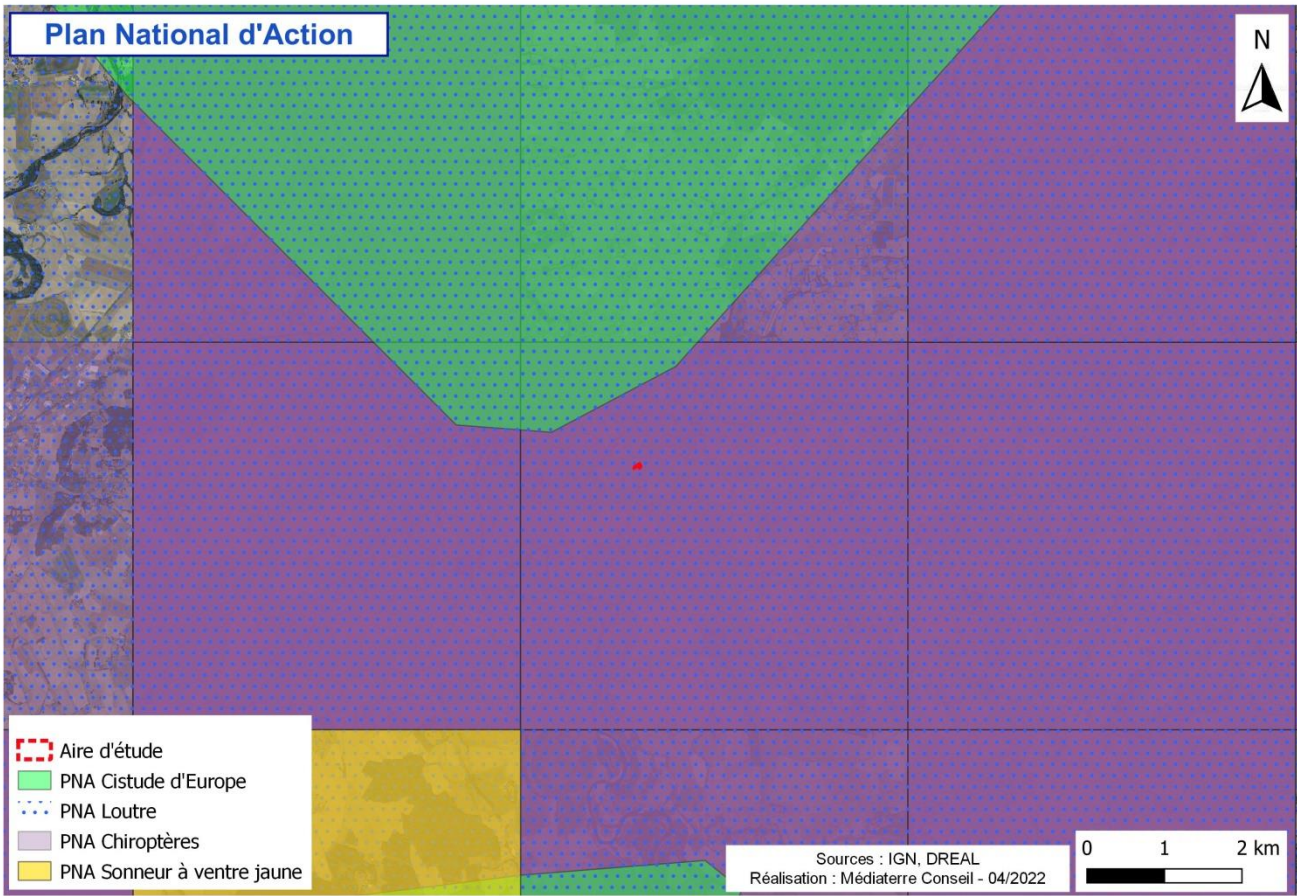 Plan National d'Action
N
Aire d'étude
PNA Cistude d'Europe
PNA Loutre
PNA Chiroptères
PNA Sonneur à ventre jaune
Sources : IGN, DREAL
Réalisation : Médiaterre Conseil - 04/2022
0 1 2 km